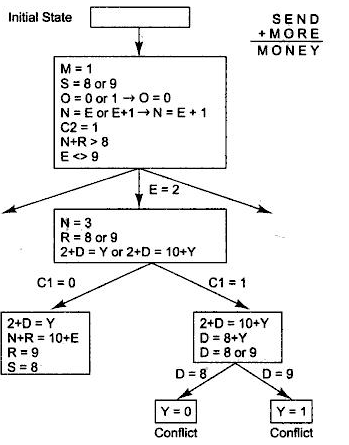 Initial State
SEND
+MORE
MONEY
M = 1
S = 8 or 9
O = 0 or 1 → O = 0
N = E or E+1 → N = E + 1
C2 = 1
N+R > 8
E <> 9
E = 2
N = 3
R = 8 or 9
2+D = Y or 2+D = 10+Y
C1 = 0
C1 = 1
2+D = Y
N+R = 10+E
R = 9
S = 8
2+D = 10+Y
D = 8+Y
D = 8 or 9
D = 8
D = 9
Y = 0
Y = 1
Conflict
Conflict